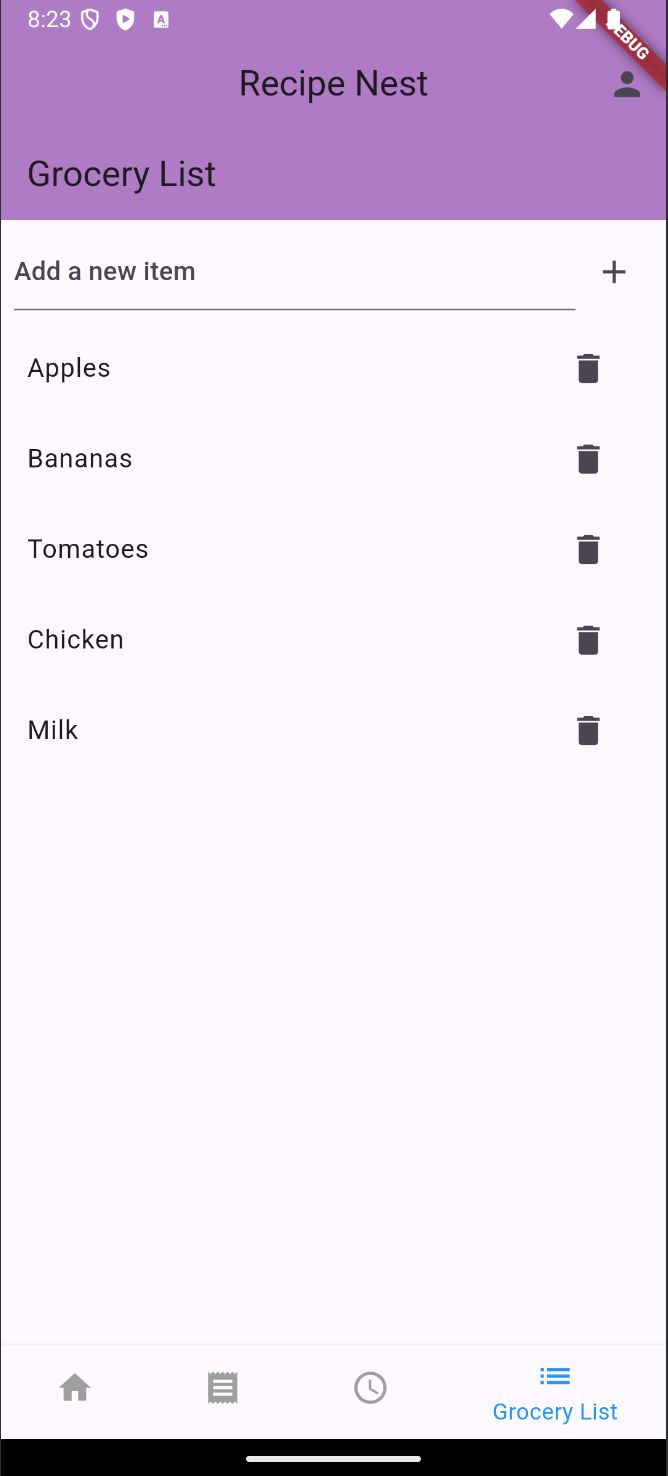 8:23
DEBUG
Recipe Nest
Grocery List
Add a new item
Apples
Bananas
Tomatoes
Chicken
Milk
Grocery List